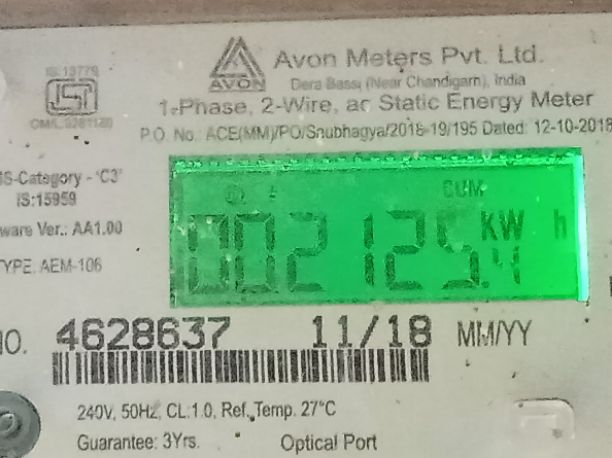 IS:13779
AVON
Avon Meters Pvt. Ltd.
Dera Bassi (Near Chandigarh), India
1-Phase, 2-Wire, ac Static Energy Meter
P.O. No. ACE(MM)/PO/Saubhagya/2018-19/195 Dated: 12-10-2018
IS-Category - 'C3'
IS:15959
ware Ver.: AA1.00
TYPE. AEM-106
CUM
002125.4 KW h
NO. 4628637 11/18 MM/YY
240V, 50Hz, CL:1.0, Ref. Temp. 27°C
Guarantee: 3Yrs. Optical Port